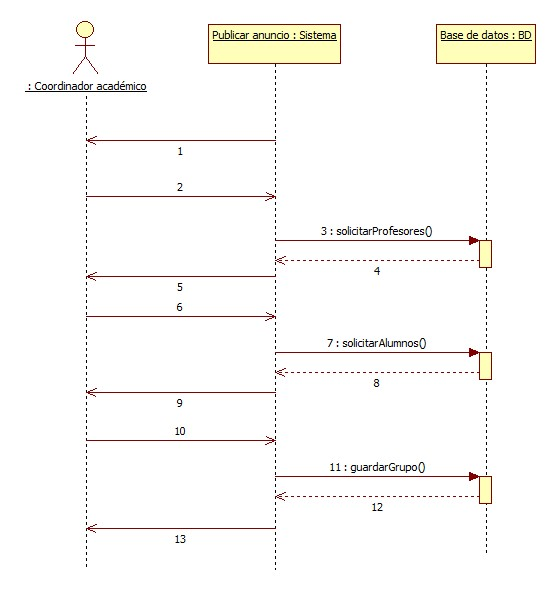 : Coordinador académico
Publicar anuncio : Sistema
Base de datos : BD
1
2
3 : solicitarProfesores()
4
5
6
7 : solicitarAlumnos()
8
9
10
11 : guardarGrupo()
12
13